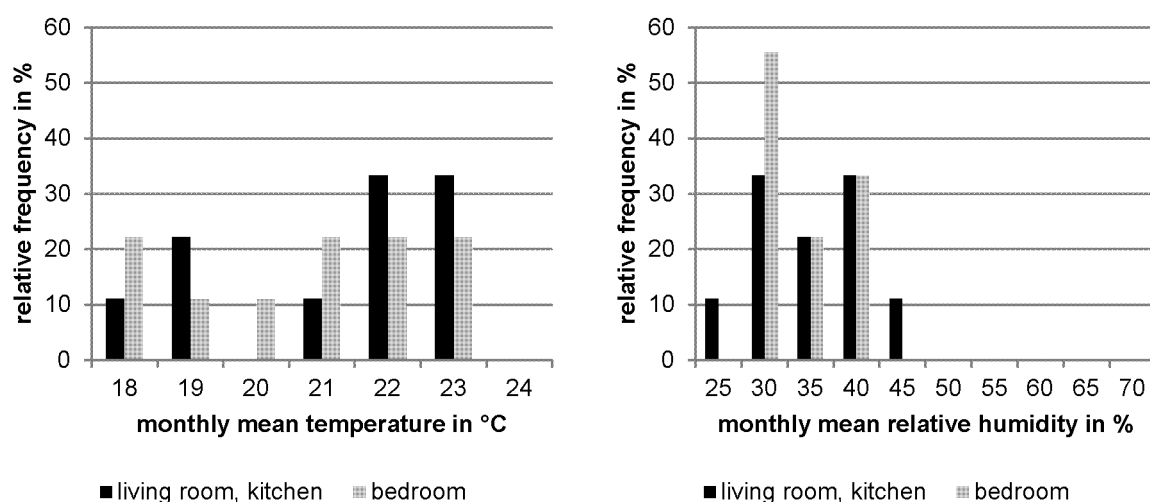 60
50
40
30
20
10
0
relative frequency in %
18 19 20 21 22 23 24
monthly mean temperature in °C
living room, kitchen bedroom
60
50
40
30
20
10
0
relative frequency in %
25 30 35 40 45 50 55 60 65 70
monthly mean relative humidity in %
living room, kitchen bedroom